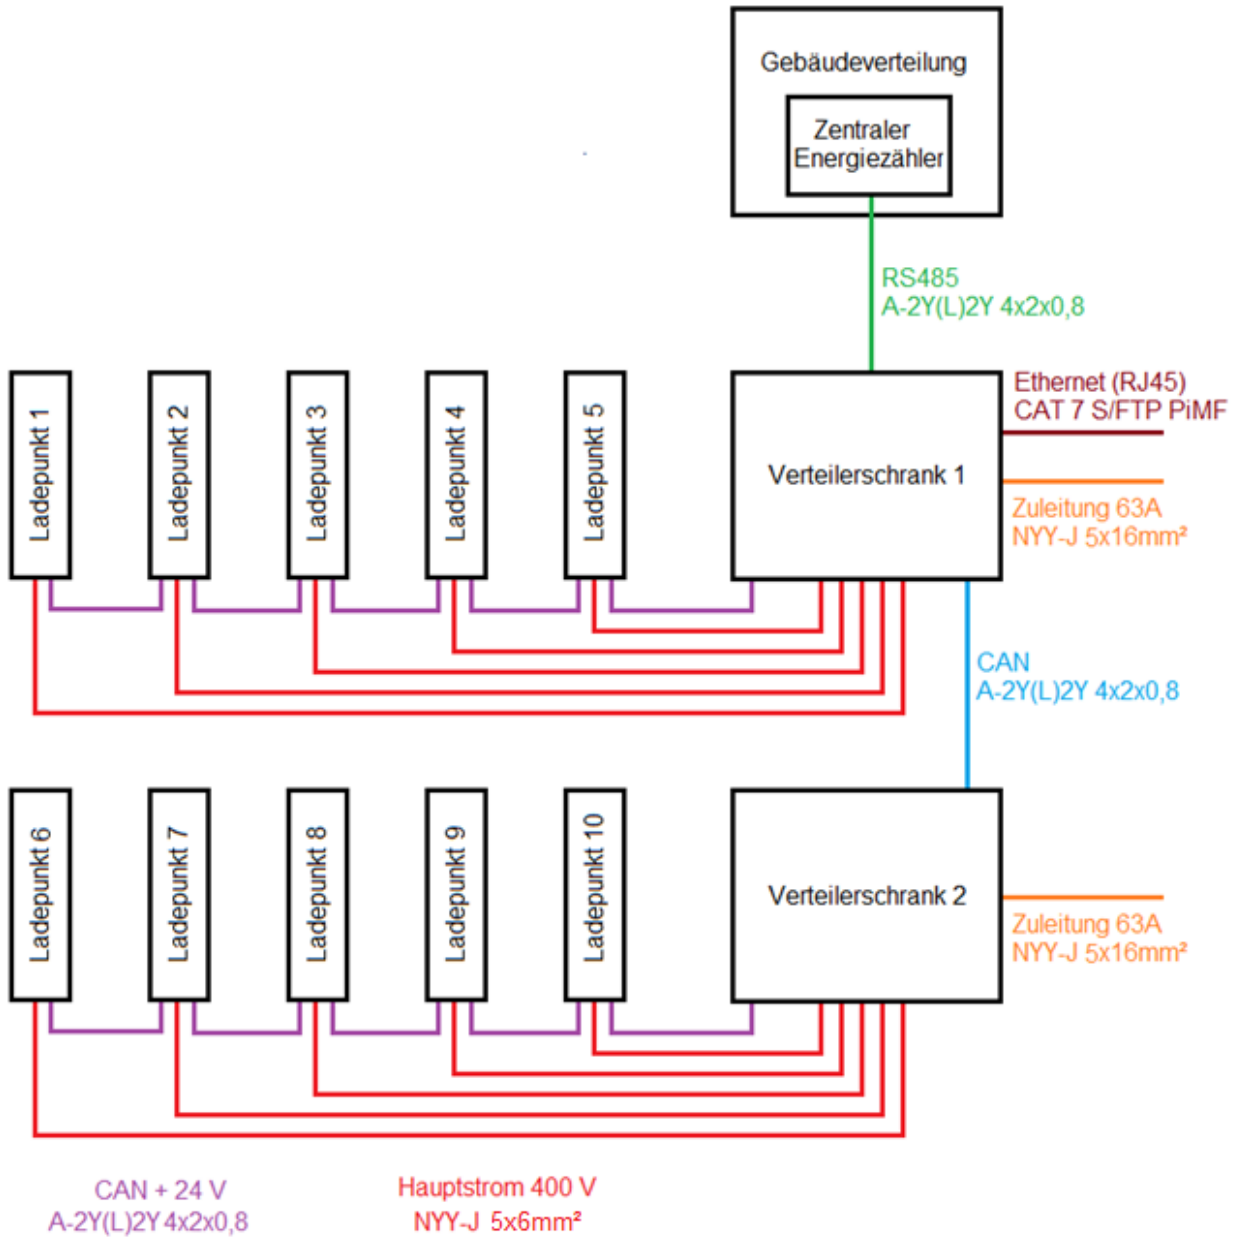 Gebäudeverteilung
Zentraler
Energiezähler
RS485
A-2Y(L)2Y 4x2x0,8
Ladepunkt 1
Ladepunkt 2
Ladepunkt 3
Ladepunkt 4
Ladepunkt 5
Verteilerschrank 1
Ethernet (RJ45)
CAT 7 S/FTP PiMF
Zuleitung 63A
NYY-J 5x16mm²
CAN
A-2Y(L)2Y 4x2x0,8
Ladepunkt 6
Ladepunkt 7
Ladepunkt 8
Ladepunkt 9
Ladepunkt 10
Verteilerschrank 2
Zuleitung 63A
NYY-J 5x16mm²
CAN + 24 V
A-2Y(L)2Y 4x2x0,8
Hauptstrom 400 V
NYY-J 5x6mm²